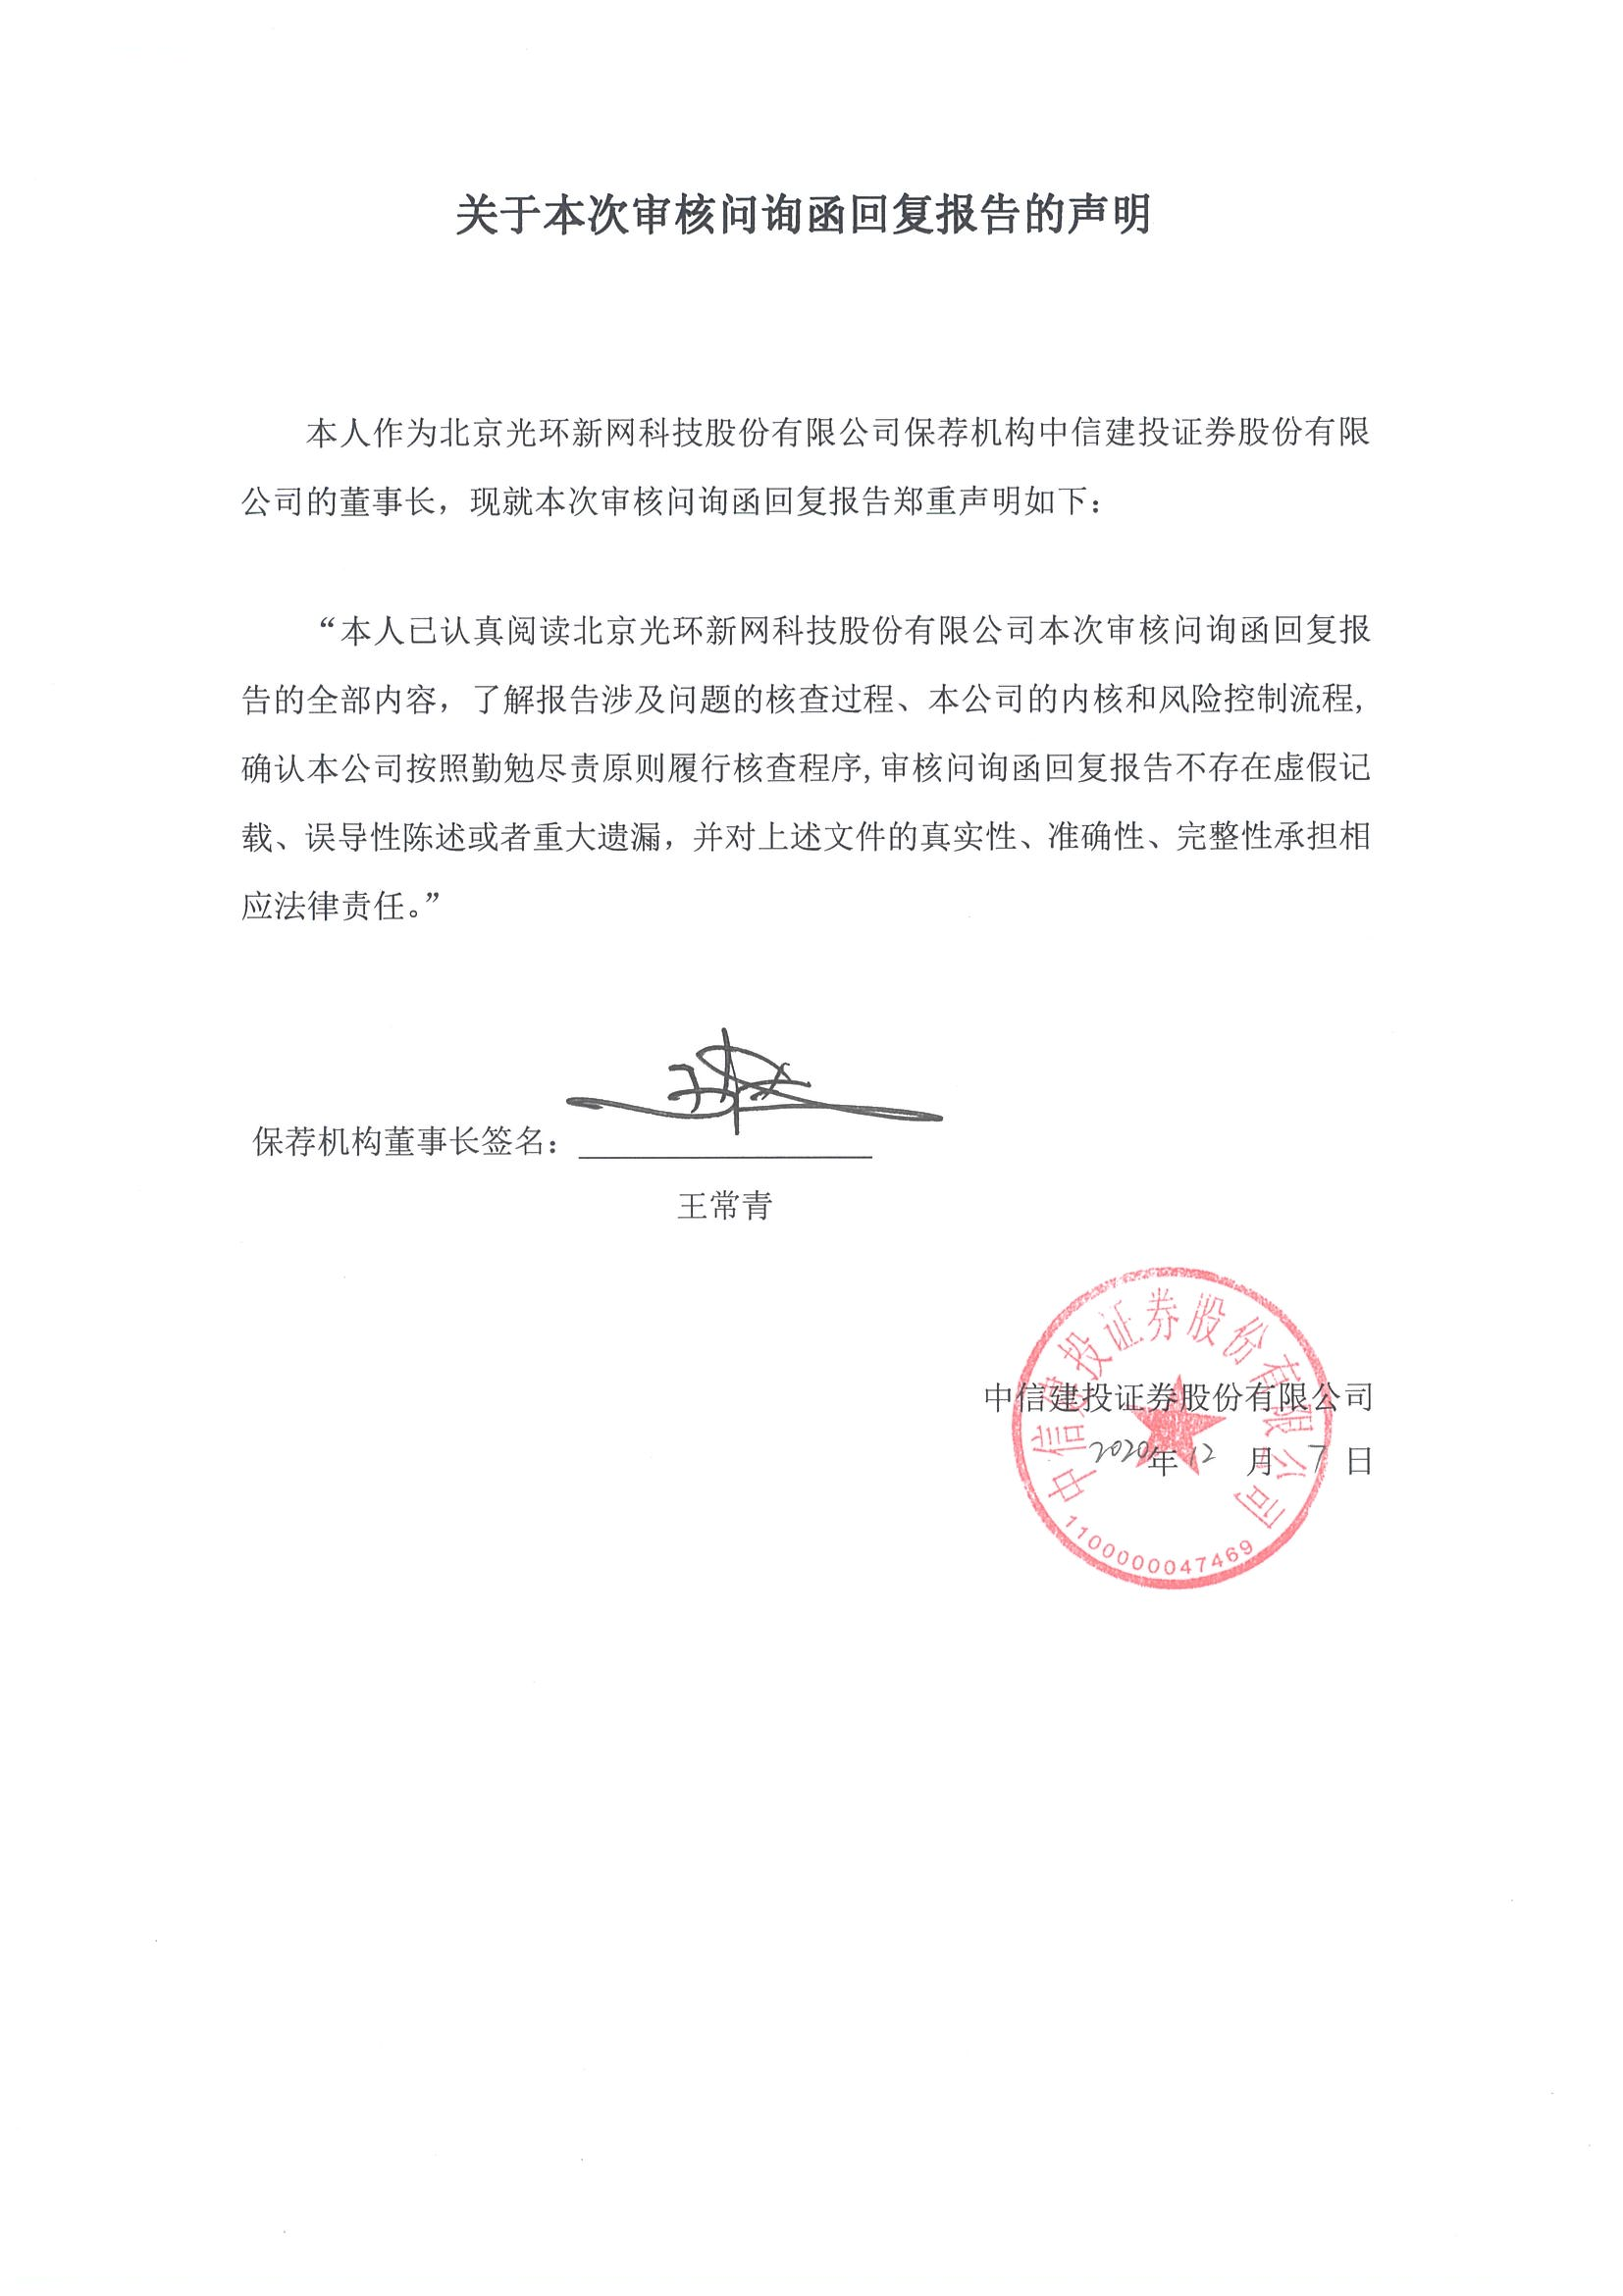 关于本次审核问询函回复报告的声明
本人作为北京光环新网科技股份有限公司保荐机构中信建投证券股份有限
公司的董事长，现就本次审核问询函回复报告郑重声明如下：
“本人已认真阅读北京光环新网科技股份有限公司本次审核问询函回复报
告的全部内容，了解报告涉及问题的核查过程、本公司的内核和风险控制流程,
确认本公司按照勤勉尽责原则履行核查程序,审核问询函回复报告不存在虚假记
载、误导性陈述或者重大遗漏，并对上述文件的真实性、准确性、完整性承担相
应法律责任。”
保荐机构董事长签名：
王常青
中信建投证券股份有限公司
2020年12月7日
中信建投证券股份有限公司
1100000047469